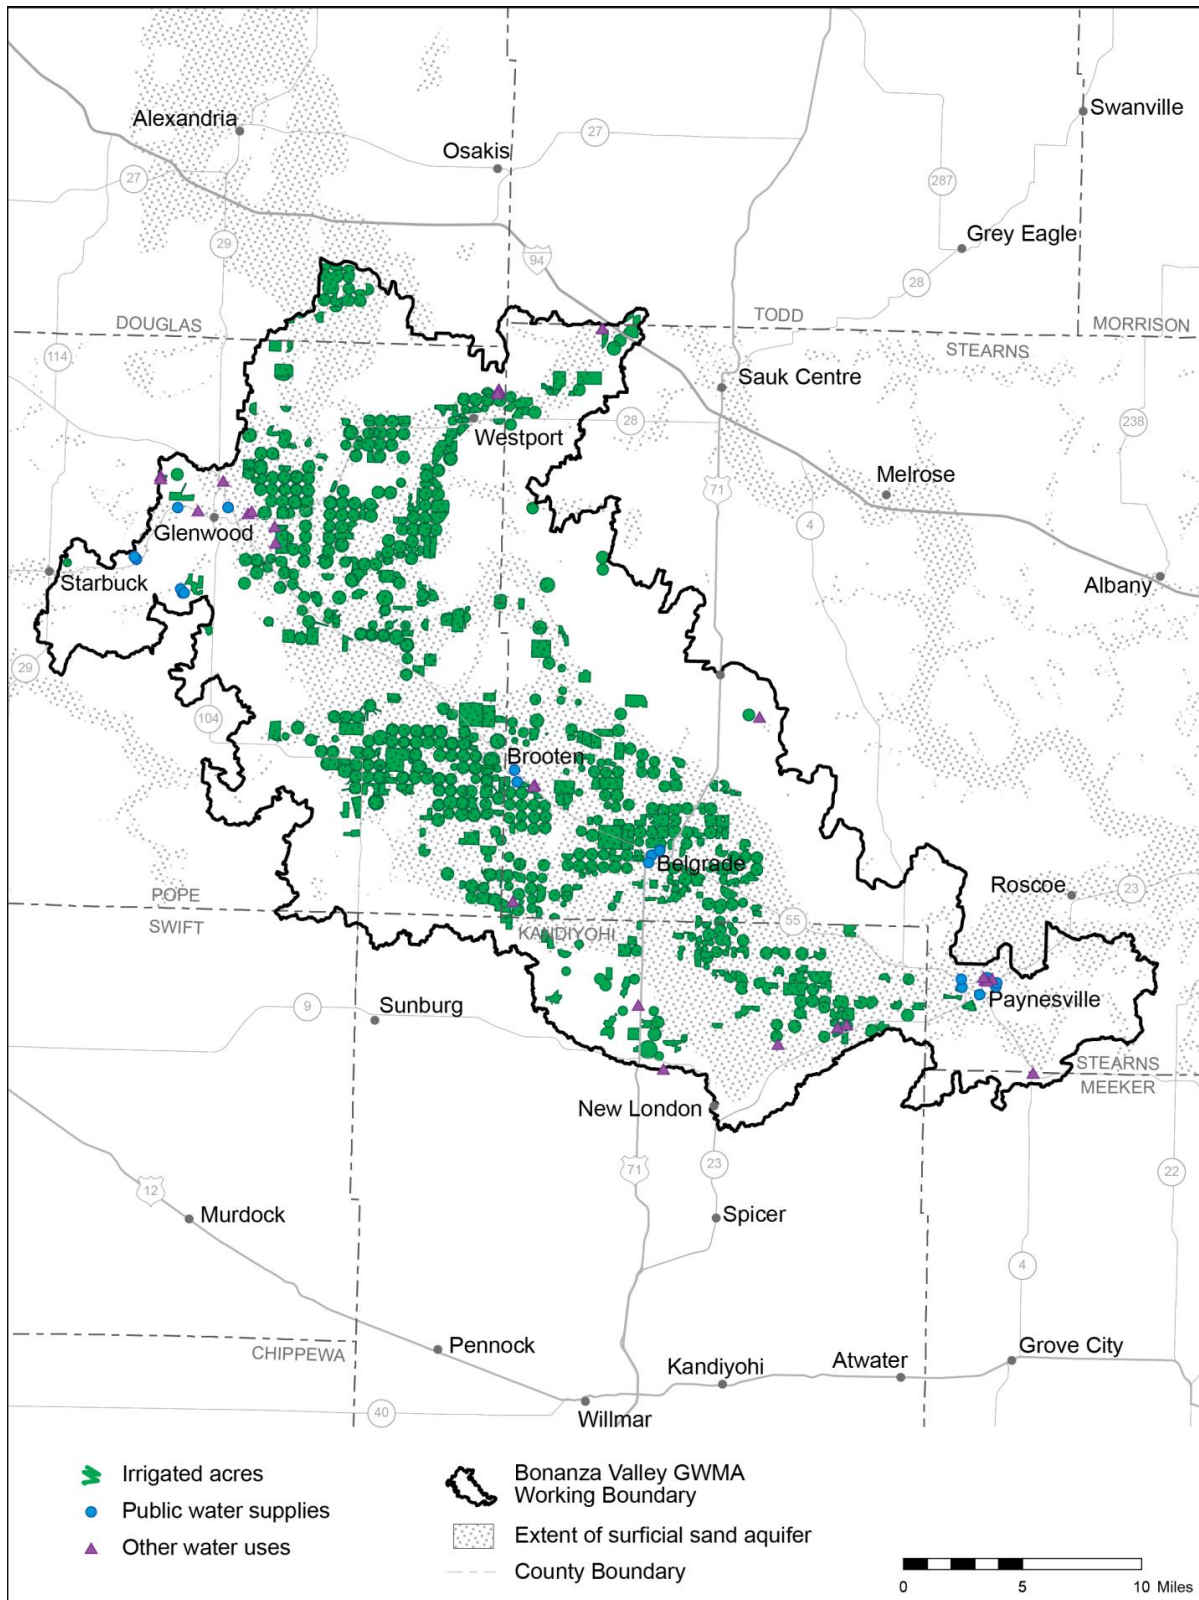 Alexandria
Osakis
27
Swanville
27
287
29
Grey Eagle
94
28
DOUGLAS
TODD
MORRISON
114
STEARNS
Sauk Centre
28
238
Westport
Melrose
71
4
Glenwood
Starbuck
Albany
29
104
Brooten
Belgrade
Roscoe
23
POPE
SWIFT
55
KANDIYOHI
Paynesville
9
Sunburg
STEARNS
MEEKER
New London
71
23
22
12
Murdock
Spicer
4
Pennock
CHIPPEWA
Kandiyohi
Atwater
Grove City
40
Willmar
Irrigated acres
Public water supplies
Other water uses
Bonanza Valley GWMA
Working Boundary
Extent of surficial sand aquifer
County Boundary
0 5 10 Miles